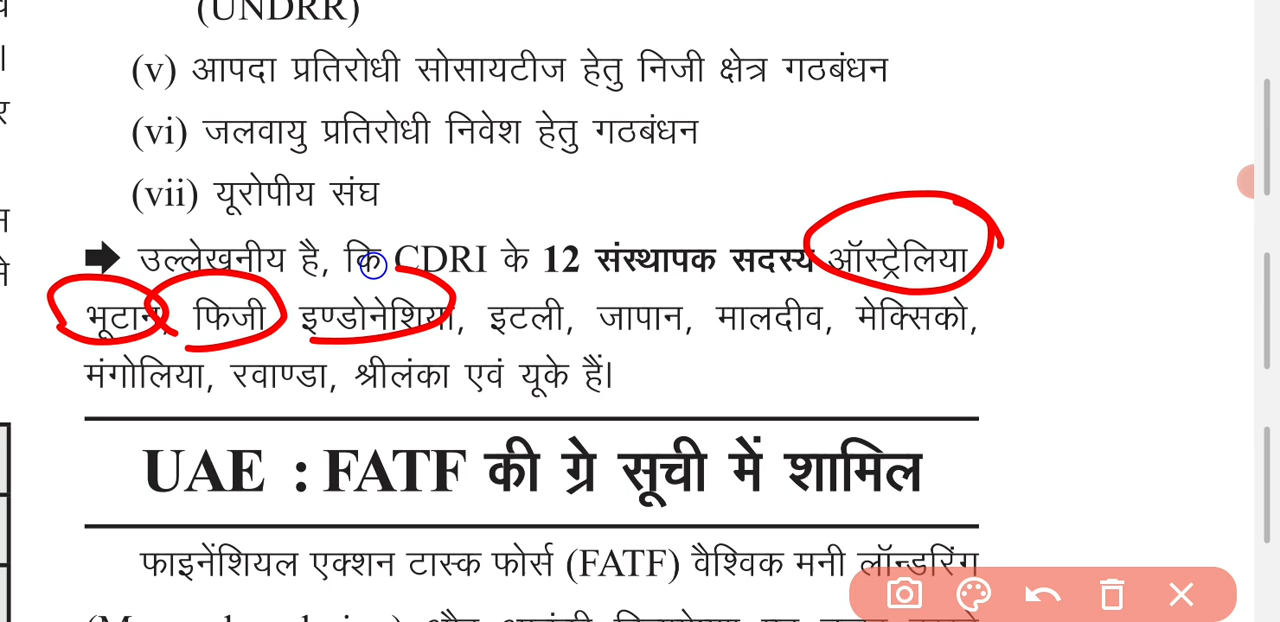 (UNDRR)
(v) आपदा प्रतिरोधी सोसायटीज हेतु निजी क्षेत्र गठबंधन
(vi) जलवायु प्रतिरोधी निवेश हेतु गठबंधन
(vii) यूरोपीय संघ
➡ उल्लेखनीय है, कि CDRI के 12 संस्थापक सदस्य ऑस्ट्रेलिया
भूटान, फिजी इण्डोनेशिया, इटली, जापान, मालदीव, मेक्सिको,
मंगोलिया, रवाण्डा, श्रीलंका एवं यूके हैं।
UAE : FATF की ग्रे सूची में शामिल
फाइनेंशियल एक्शन टास्क फोर्स (FATF) वैश्विक मनी लॉन्डरिंग